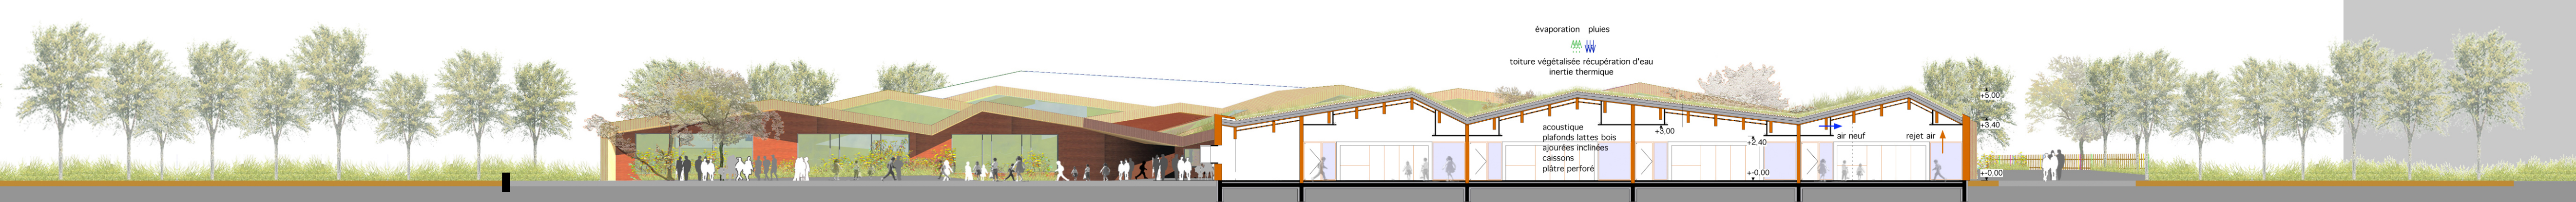 évaporation pluies
toiture végétalisée récupération d'eau
inertie thermique
acoustique
plafonds lattes bois
ajourées inclinées
caissons
plâtre perforé
+3,00
+2,40
+-0,00
air neuf
rejet air
+5,00
+3,40
+-0,00